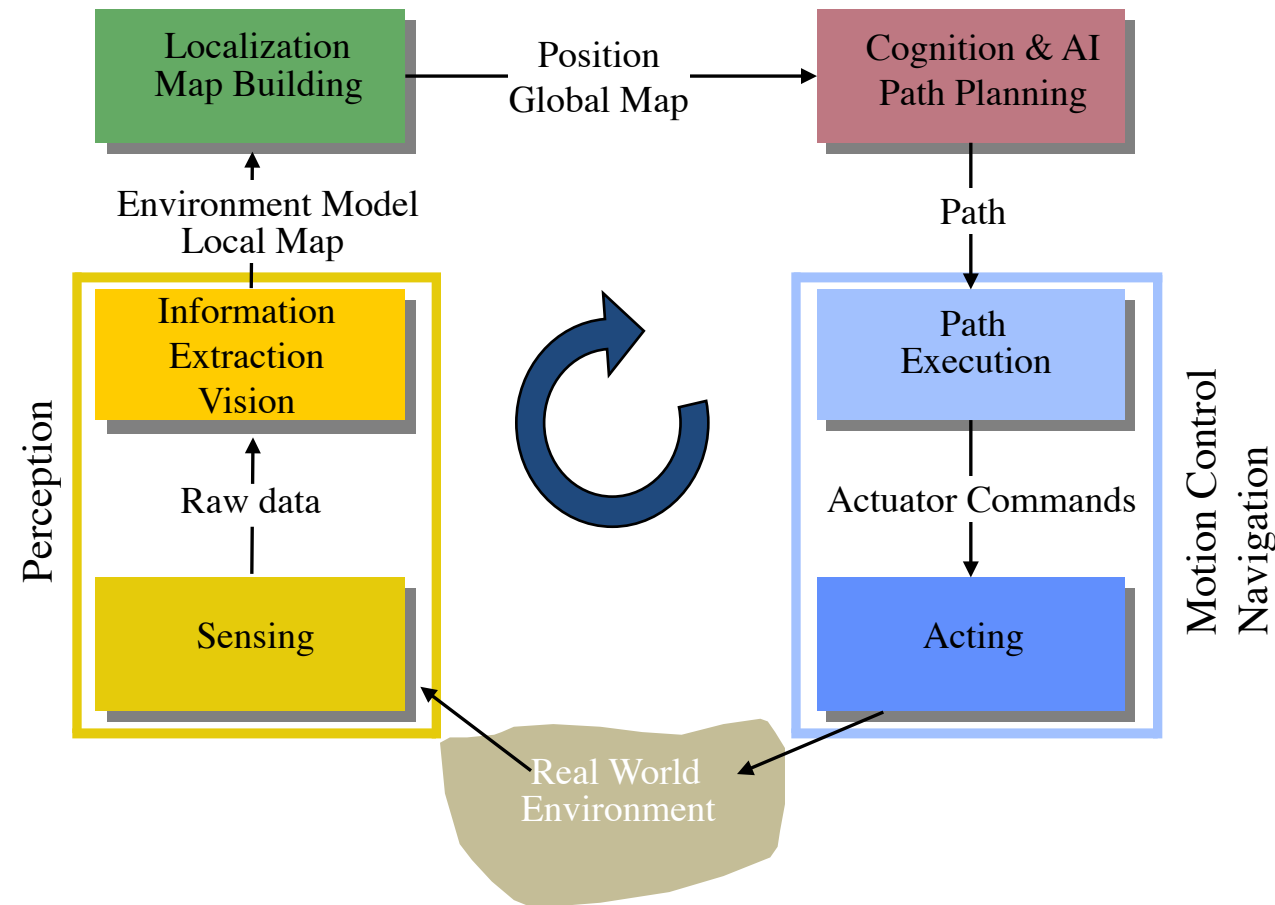 Localization
Map Building
Position
Global Map
Cognition & AI
Path Planning
Environment Model
Local Map
Path
Information
Extraction
Vision
Path
Execution
Perception
Raw data
Actuator Commands
Motion Control
Navigation
Sensing
Acting
Real World
Environment